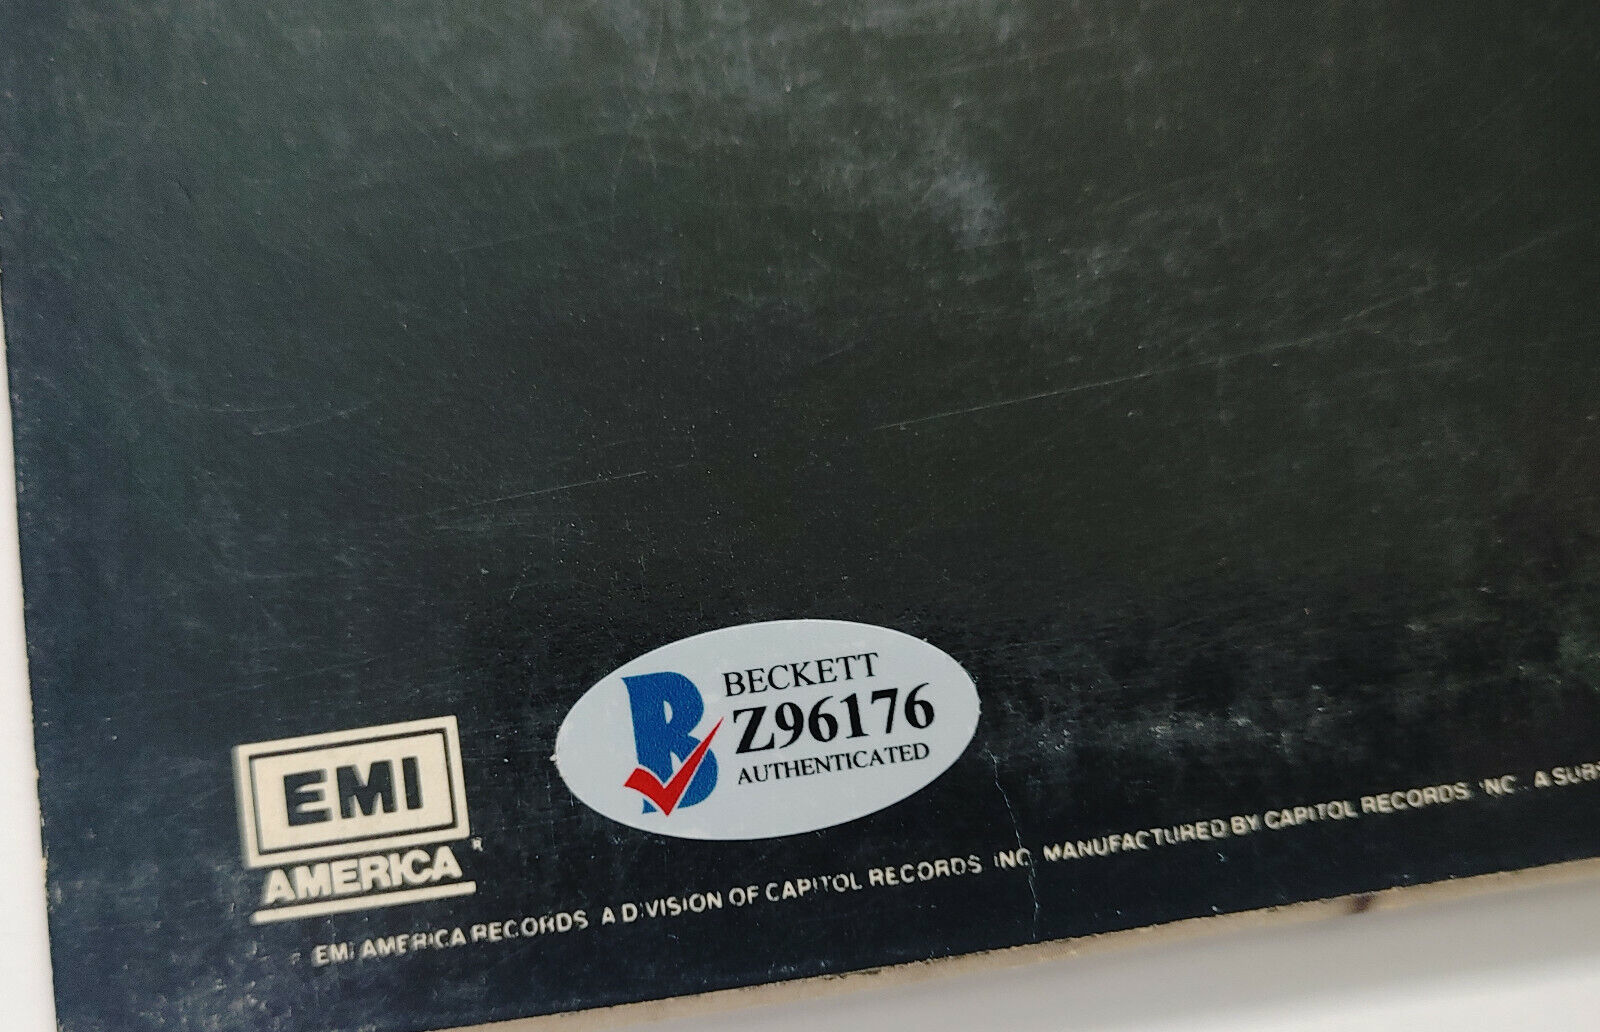 BECKETT
Z96176
AUTHENTICATED
EMI
AMERICA
EMI AMERICA RECORDS A DIVISION OF CAPITOL RECORDS INC MANUFACTURED BY CAPITOL RECORDS INC. A